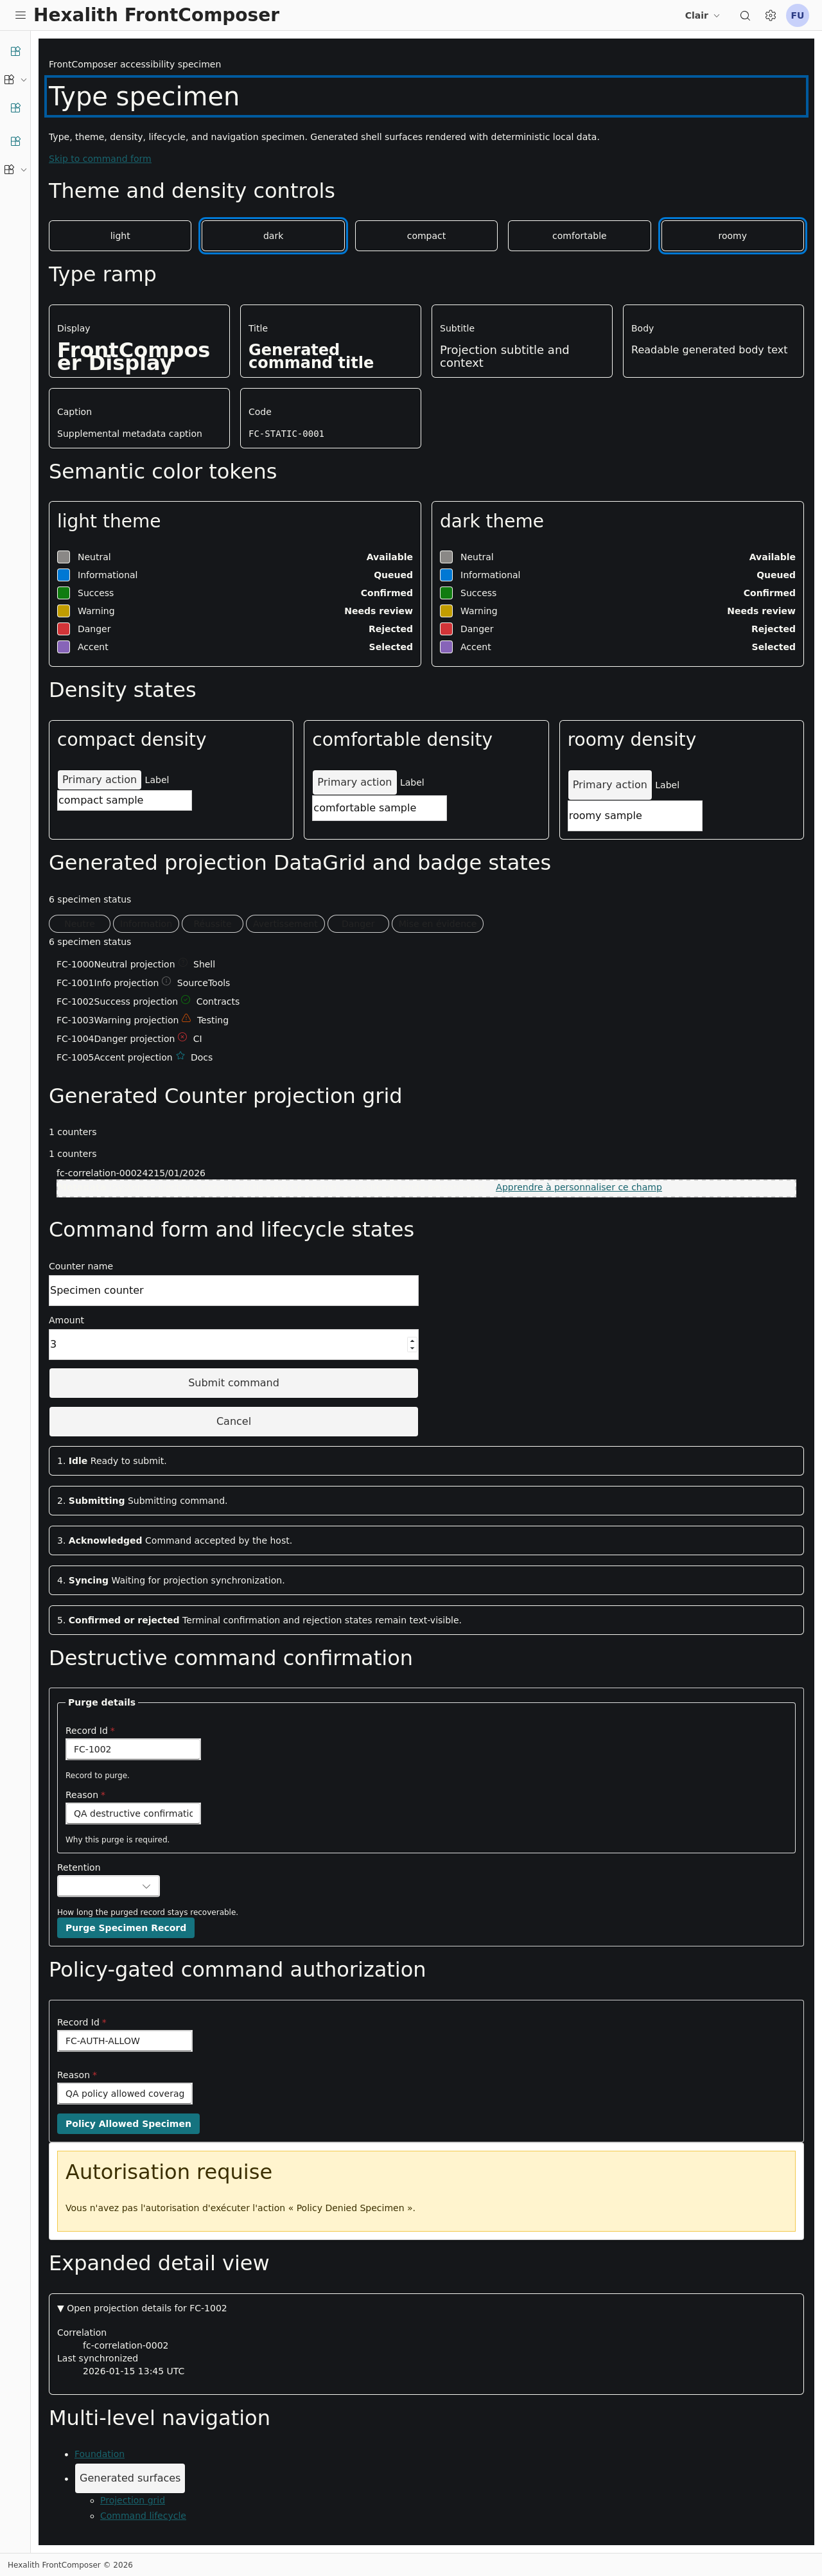 Hexalith FrontComposer
Clair
FU
FrontComposer accessibility specimen
Type specimen
Type, theme, density, lifecycle, and navigation specimen. Generated shell surfaces rendered with deterministic local data.
Skip to command form
Theme and density controls
light
dark
compact
comfortable
roomy
Type ramp
Display
FrontCompos
er Display
Title
Generated
command title
Subtitle
Projection subtitle and
context
Body
Readable generated body text
Caption
Supplemental metadata caption
Code
FC-STATIC-0001
Semantic color tokens
light theme
Neutral Available
Informational Queued
Success Confirmed
Warning Needs review
Danger Rejected
Accent Selected
dark theme
Neutral Available
Informational Queued
Success Confirmed
Warning Needs review
Danger Rejected
Accent Selected
Density states
compact density
Primary action Label
compact sample
comfortable density
Primary action Label
comfortable sample
roomy density
Primary action Label
roomy sample
Generated projection DataGrid and badge states
6 specimen status
6 specimen status
FC-1000Neutral projection Shell
FC-1001Info projection SourceTools
FC-1002Success projection Contracts
FC-1003Warning projection Testing
FC-1004Danger projection CI
FC-1005Accent projection Docs
Generated Counter projection grid
1 counters
1 counters
fc-correlation-00024215/01/2026
Apprendre à personnaliser ce champ
Command form and lifecycle states
Counter name
Specimen counter
Amount
3
Submit command
Cancel
1. Idle Ready to submit.
2. Submitting Submitting command.
3. Acknowledged Command accepted by the host.
4. Syncing Waiting for projection synchronization.
5. Confirmed or rejected Terminal confirmation and rejection states remain text-visible.
Destructive command confirmation
Purge details
Record Id *
FC-1002
Record to purge.
Reason *
QA destructive confirmatic
Why this purge is required.
Retention
How long the purged record stays recoverable.
Purge Specimen Record
Policy-gated command authorization
Record Id *
FC-AUTH-ALLOW
Reason *
QA policy allowed coverag
Policy Allowed Specimen
Autorisation requise
Vous n'avez pas l'autorisation d'exécuter l'action « Policy Denied Specimen ».
Expanded detail view
▼ Open projection details for FC-1002
Correlation
fc-correlation-0002
Last synchronized
2026-01-15 13:45 UTC
Multi-level navigation
Foundation
Generated surfaces
Projection grid
Command lifecycle
Hexalith FrontComposer © 2026